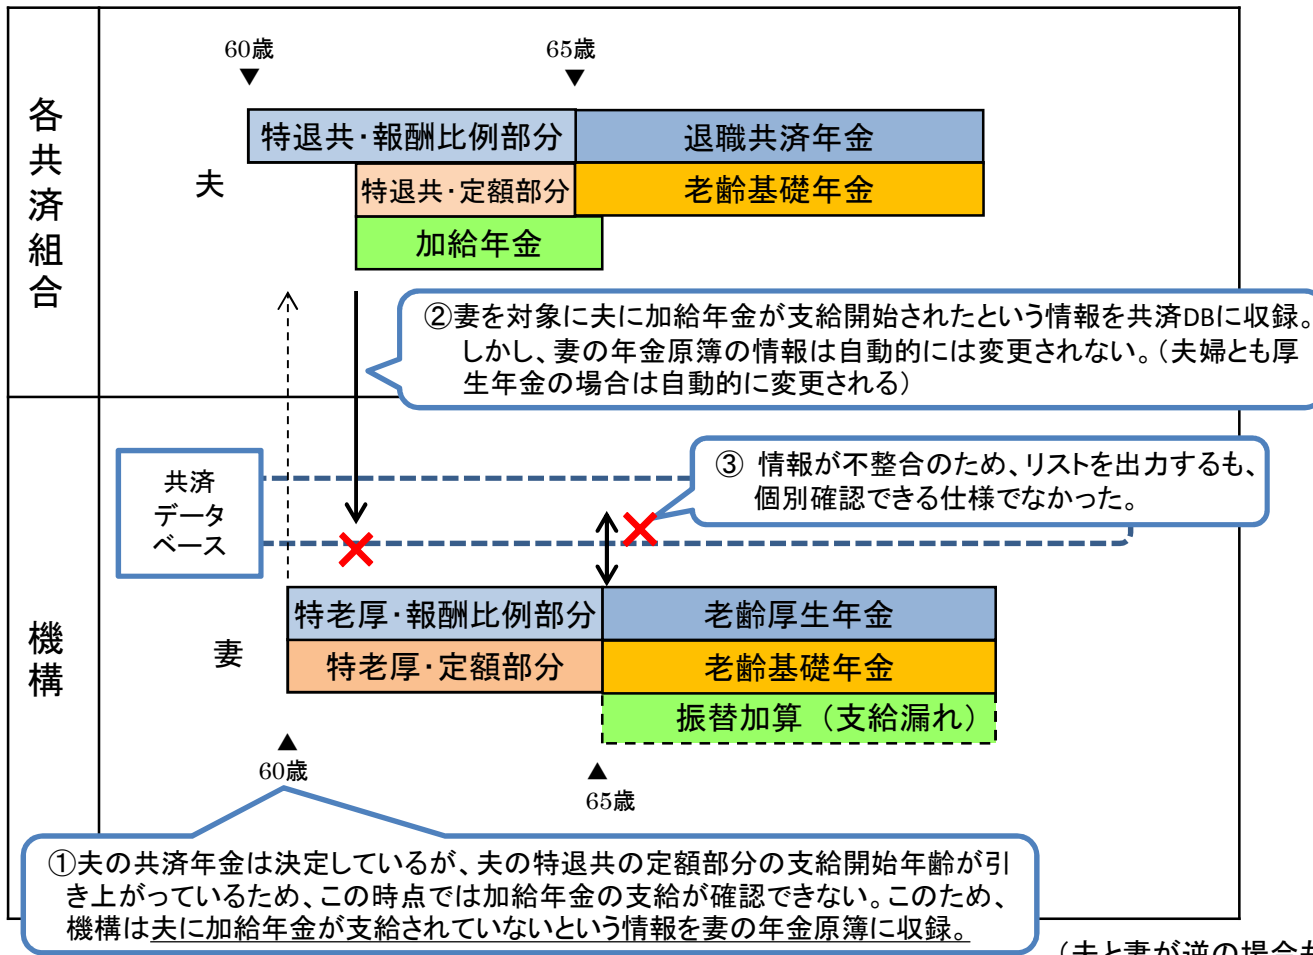 各共済組合
60歳
65歳
▼
▼
夫
特退共・報酬比例部分
退職共済年金
特退共・定額部分
老齢基礎年金
加給年金
②妻を対象に夫に加給年金が支給開始されたという情報を共済DBに収録。
しかし、妻の年金原簿の情報は自動的には変更されない。（夫婦とも厚
生年金の場合は自動的に変更される）
機構
共済
データ
ベース
③ 情報が不整合のため、リストを出力するも、
個別確認できる仕様でなかった。
妻
特老厚・報酬比例部分
老齢厚生年金
特老厚・定額部分
老齢基礎年金
振替加算（支給漏れ）
▲
60歳
▲
65歳
①夫の共済年金は決定しているが、夫の特退共の定額部分の支給開始年齢が引
き上がっているため、この時点では加給年金の支給が確認できない。このため、
機構は夫に加給年金が支給されていないという情報を妻の年金原簿に収録。
（夫と妻が逆の場合も